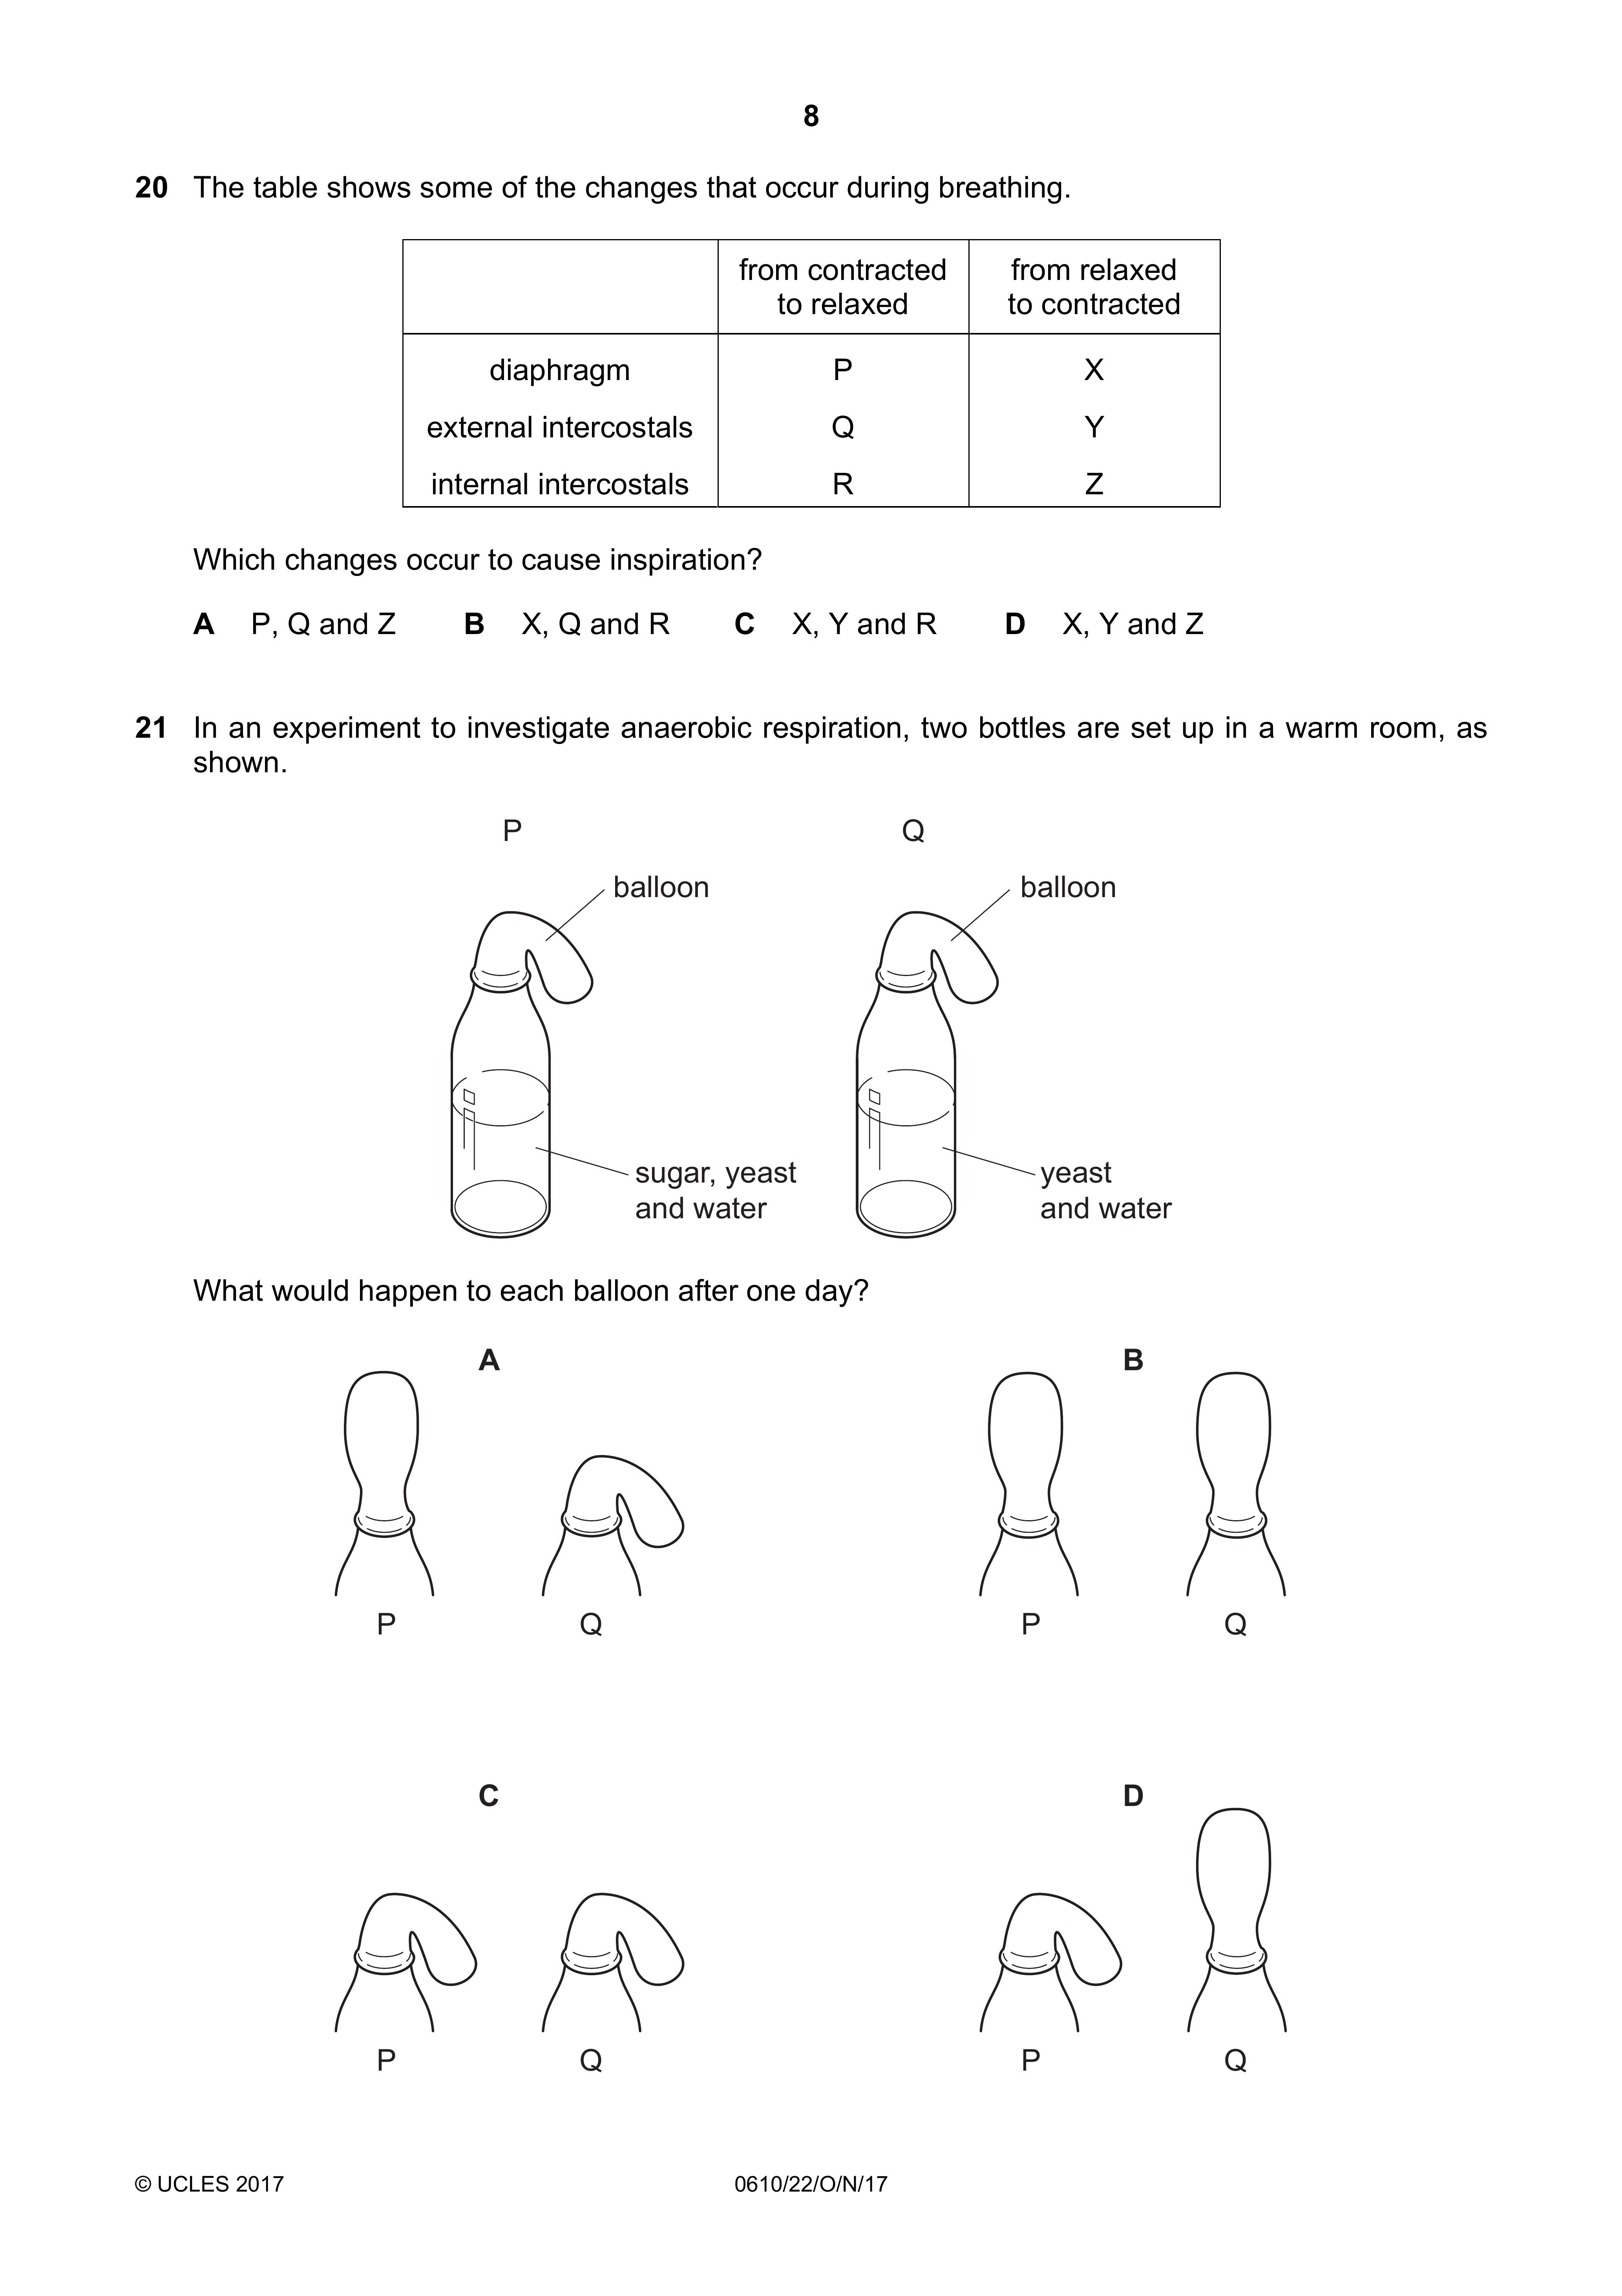 8
20 The table shows some of the changes that occur during breathing.
from contracted to relaxed
from relaxed to contracted
diaphragm P X
external intercostals Q Y
internal intercostals R Z
Which changes occur to cause inspiration?
A P, Q and Z B X, Q and R C X, Y and R D X, Y and Z
21 In an experiment to investigate anaerobic respiration, two bottles are set up in a warm room, as
shown.
P Q
balloon balloon
sugar, yeast
and water
yeast
and water
What would happen to each balloon after one day?
A B
P Q P Q
C D
P Q P Q
© UCLES 2017 0610/22/O/N/17